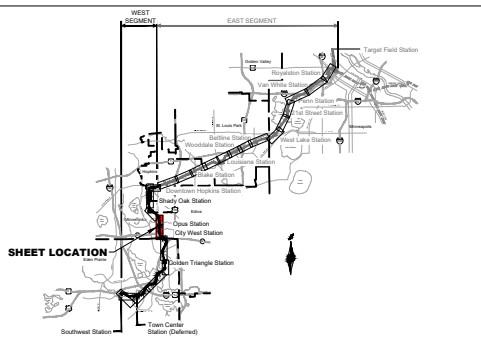 WEST
SEGMENT
EAST SEGMENT
Target Field Station
Golden Valley
Royalston Station
Van White Station
Penn Station
21st Street Station
St. Louis Park
Minneapolis
Beltline Station
Wooddale Station
West Lake Station
Louisiana Station
Blake Station
Hopkins
Downtown Hopkins Station
Shady Oak Station
Edina
Opus Station
City West Station
SHEET LOCATION
Eden Prairie
Golden Triangle Station
Southwest Station
Town Center
Station (Deferred)